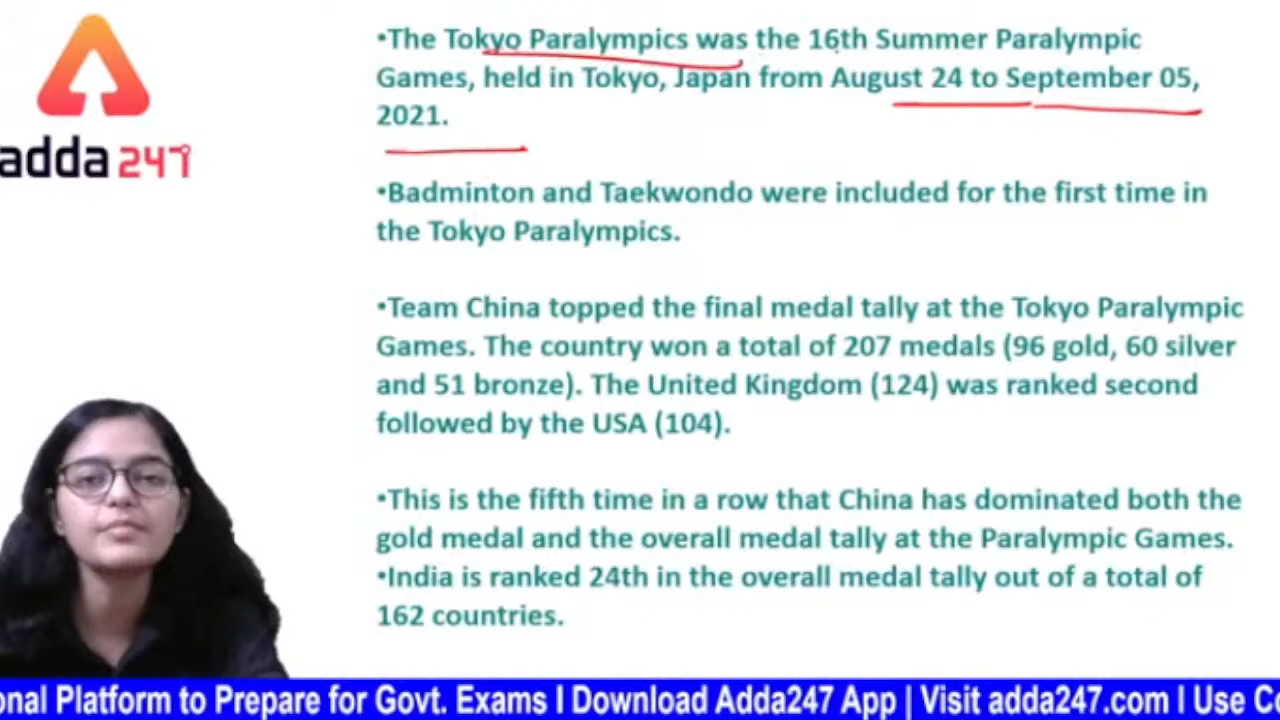 adda247
•The Tokyo Paralympics was the 16th Summer Paralympic
Games, held in Tokyo, Japan from August 24 to September 05,
2021.
•Badminton and Taekwondo were included for the first time in
the Tokyo Paralympics.
•Team China topped the final medal tally at the Tokyo Paralympic
Games. The country won a total of 207 medals (96 gold, 60 silver
and 51 bronze). The United Kingdom (124) was ranked second
followed by the USA (104).
•This is the fifth time in a row that China has dominated both the
gold medal and the overall medal tally at the Paralympic Games.
•India is ranked 24th in the overall medal tally out of a total of
162 countries.
onal Platform to Prepare for Govt. Exams I Download Adda247 App | Visit adda247.com I Use Co